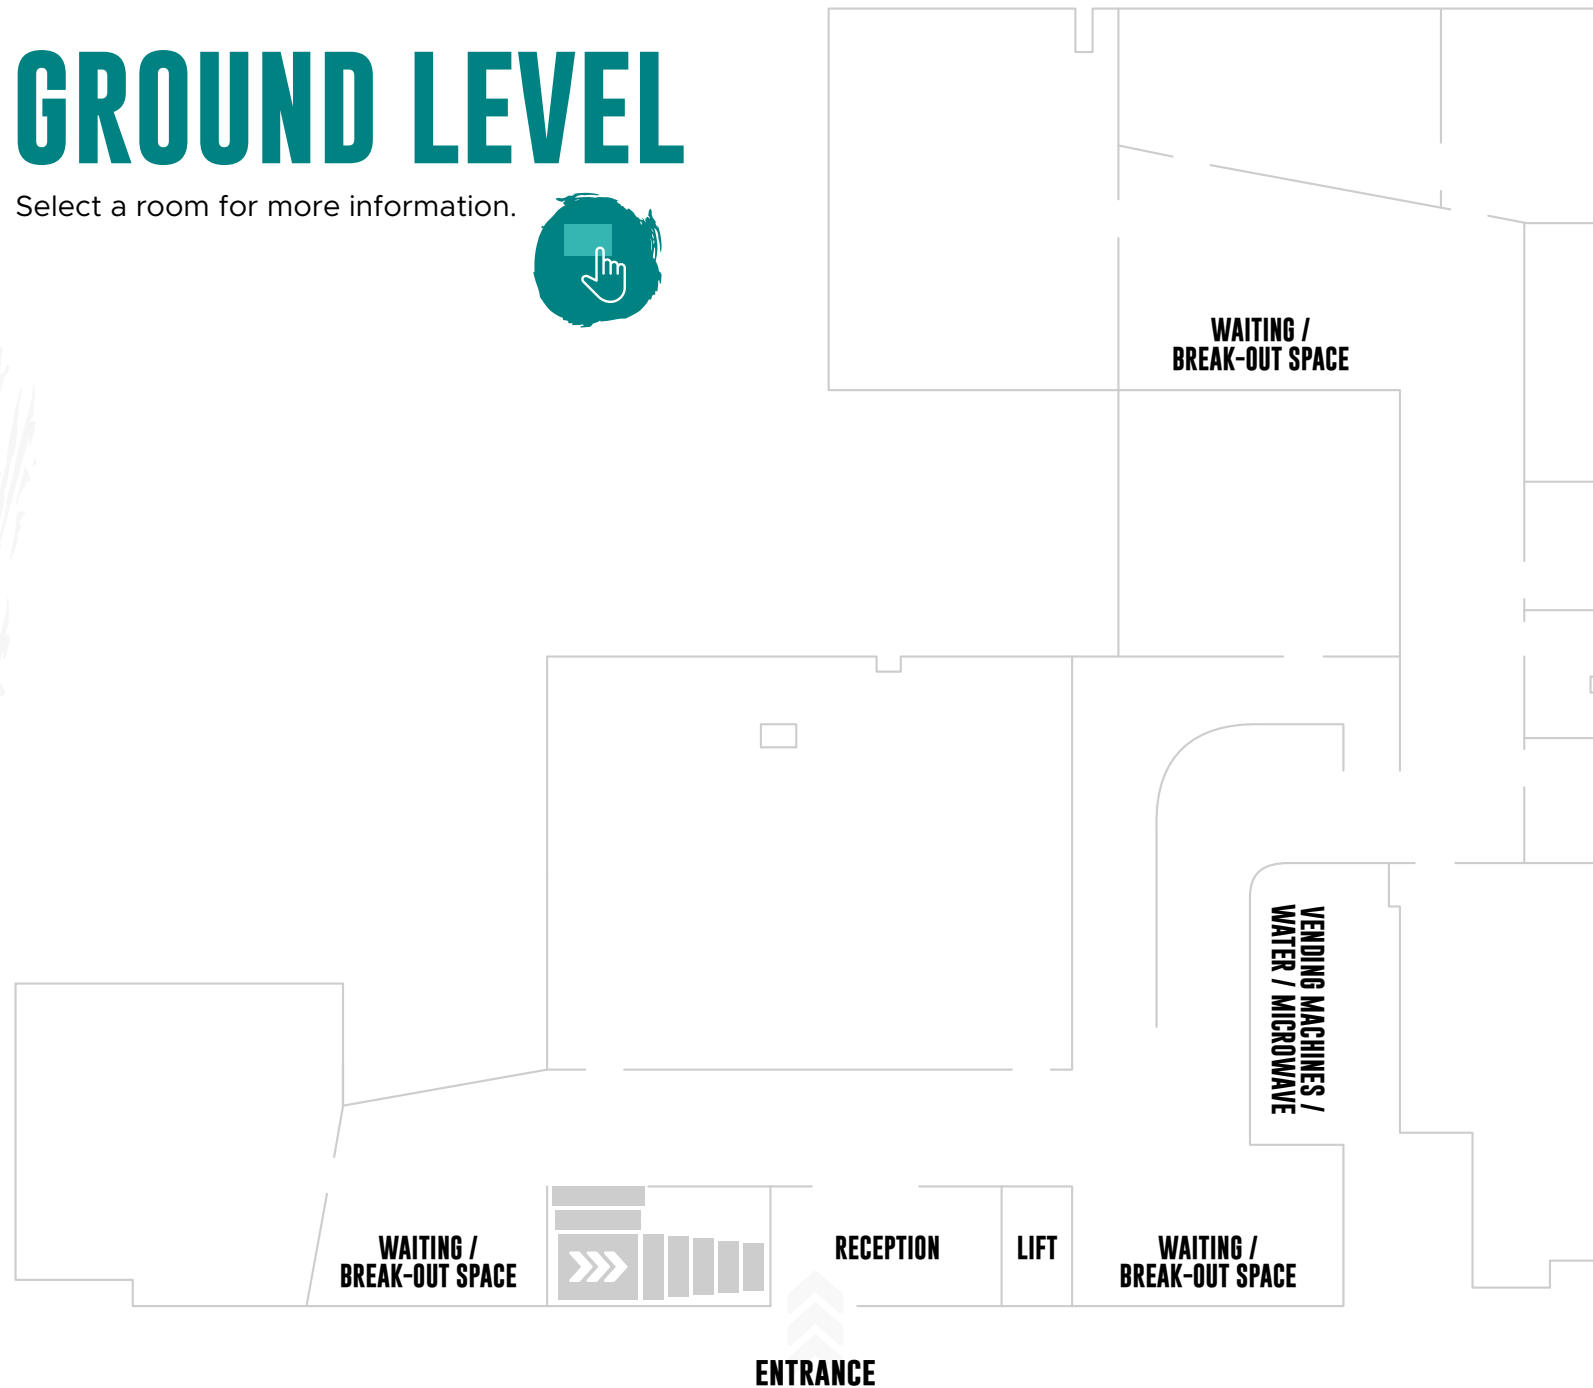 GROUND LEVEL
Select a room for more information.
WAITING /
BREAK-OUT SPACE
VENDING MACHINES /
WATER / MICROWAVE
WAITING /
BREAK-OUT SPACE
RECEPTION
LIFT
WAITING /
BREAK-OUT SPACE
ENTRANCE